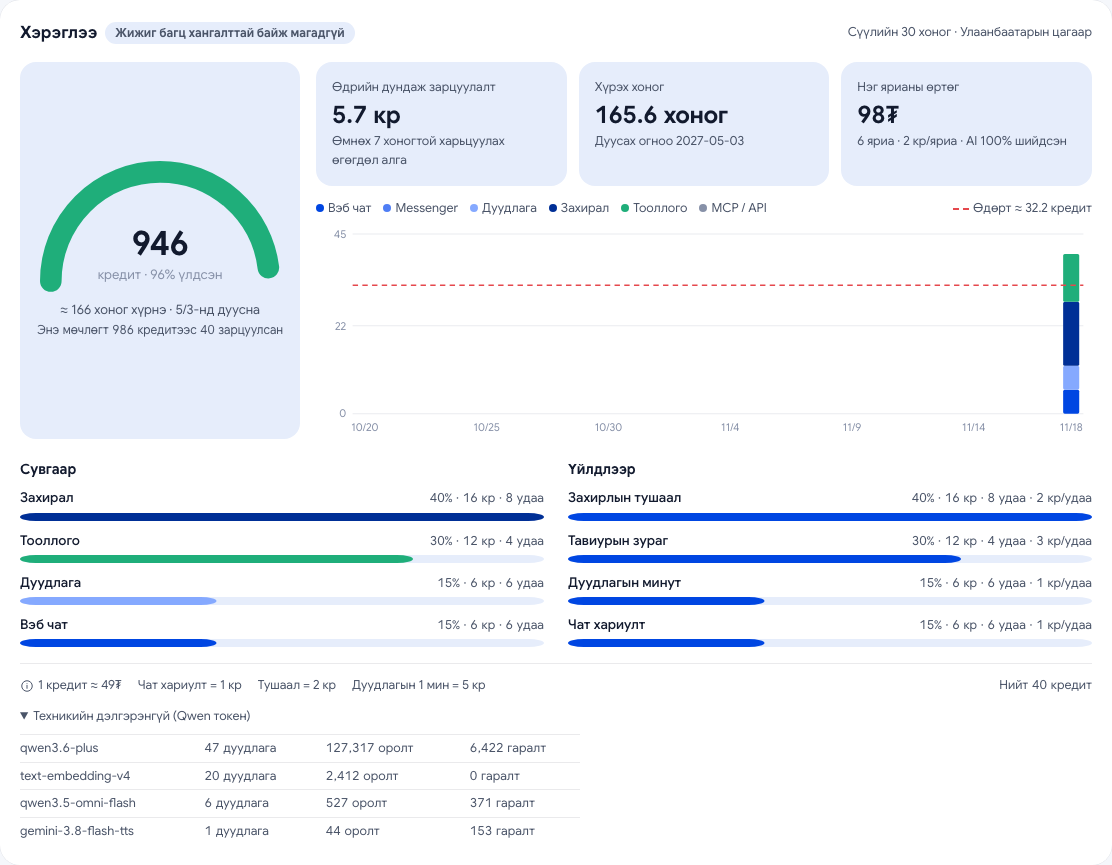 Хэрэглээ
Жижиг багц хангалттай байж магадгүй
Сүүлийн 30 хоног · Улаанбаатарын цагаар
946
кредит · 96% үлдсэн
≈ 166 хоног хүрнэ · 5/3-нд дуусна
Энэ мөчлөгт 986 кредитээс 40 зарцуулсан
Өдрийн дундаж зарцуулалт
5.7 кр
Өмнөх 7 хоногтой харьцуулах
өгөгдөл алга
Хүрэх хоног
165.6 хоног
Дуусах огноо 2027-05-03
Нэг ярианы өртөг
98₮
6 яриа · 2 кр/яриа · AI 100% шийдсэн
Вэб чат Messenger Дуудлага Захирал Тооллого MCP / API
Өдөрт ≈ 32.2 кредит
45
22
0
10/20 10/25 10/30 11/4 11/9 11/14 11/18
Сувгаар
Захирал 40% · 16 кр · 8 удаа
Тооллого 30% · 12 кр · 4 удаа
Дуудлага 15% · 6 кр · 6 удаа
Вэб чат 15% · 6 кр · 6 удаа
Үйлдлээр
Захирлын тушаал 40% · 16 кр · 8 удаа · 2 кр/удаа
Тавиурын зураг 30% · 12 кр · 4 удаа · 3 кр/удаа
Дуудлагын минут 15% · 6 кр · 6 удаа · 1 кр/удаа
Чат хариулт 15% · 6 кр · 6 удаа · 1 кр/удаа
1 кредит ≈ 49₮ Чат хариулт = 1 кр Тушаал = 2 кр Дуудлагын 1 мин = 5 кр
Нийт 40 кредит
▼ Техникийн дэлгэрэнгүй (Qwen токен)
qwen3.6-plus 47 дуудлага 127,317 оролт 6,422 гаралт
text-embedding-v4 20 дуудлага 2,412 оролт 0 гаралт
qwen3.5-omni-flash 6 дуудлага 527 оролт 371 гаралт
gemini-3.8-flash-tts 1 дуудлага 44 оролт 153 гаралт